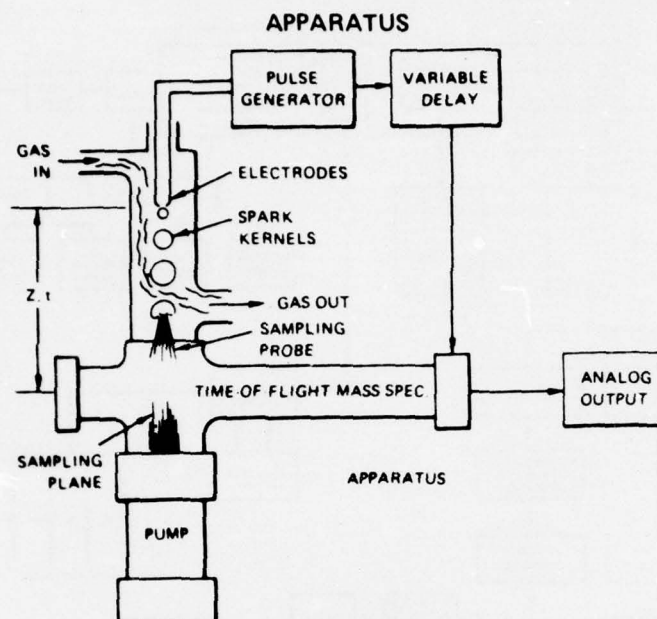 APPARATUS
PULSE
GENERATOR
VARIABLE
DELAY
GAS
IN
ELECTRODES
SPARK
KERNELS
Z, t
GAS OUT
SAMPLING
PROBE
TIME-OF-FLIGHT MASS SPEC.
ANALOG
OUTPUT
SAMPLING
PLANE
APPARATUS
PUMP